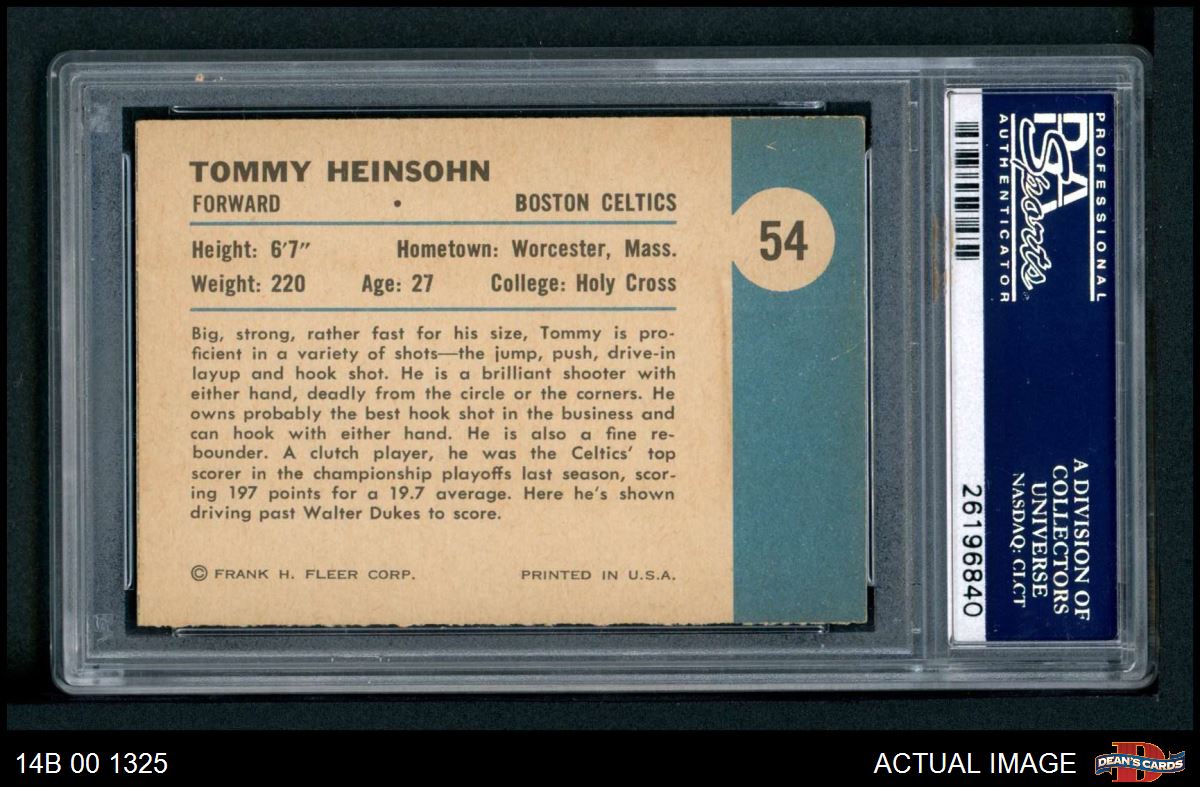 TOMMY HEINSOHN
FORWARD • BOSTON CELTICS
Height: 6'7" Hometown: Worcester, Mass.
Weight: 220 Age: 27 College: Holy Cross
54
Big, strong, rather fast for his size, Tommy is pro-
ficient in a variety of shots—the jump, push, drive-in
layup and hook shot. He is a brilliant shooter with
either hand, deadly from the circle or the corners. He
owns probably the best hook shot in the business and
can hook with either hand. He is also a fine re-
bounder. A clutch player, he was the Celtics' top
scorer in the championship playoffs last season, scor-
ing 197 points for a 19.7 average. Here he's shown
driving past Walter Dukes to score.
© FRANK H. FLEER CORP. PRINTED IN U.S.A.
PROFESSIONAL
PSA
Sports
AUTHENTICATOR
A DIVISION OF
COLLECTORS
UNIVERSE
NASDAQ: CLCT
26196840
14B 00 1325
ACTUAL IMAGE
DEAN'S CARDS